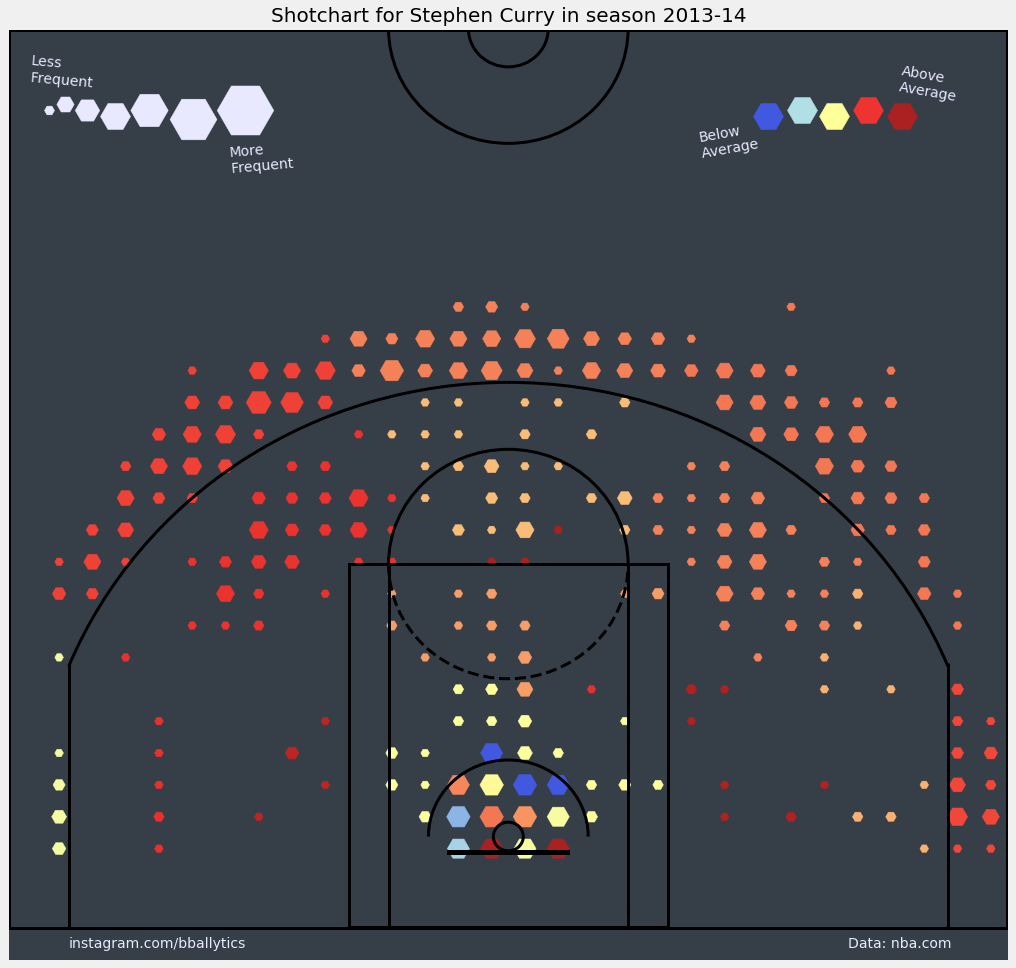 Shotchart for Stephen Curry in season 2013-14
Less
Frequent
More
Frequent
Above
Average
Below
Average
instagram.com/bballytics
Data: nba.com